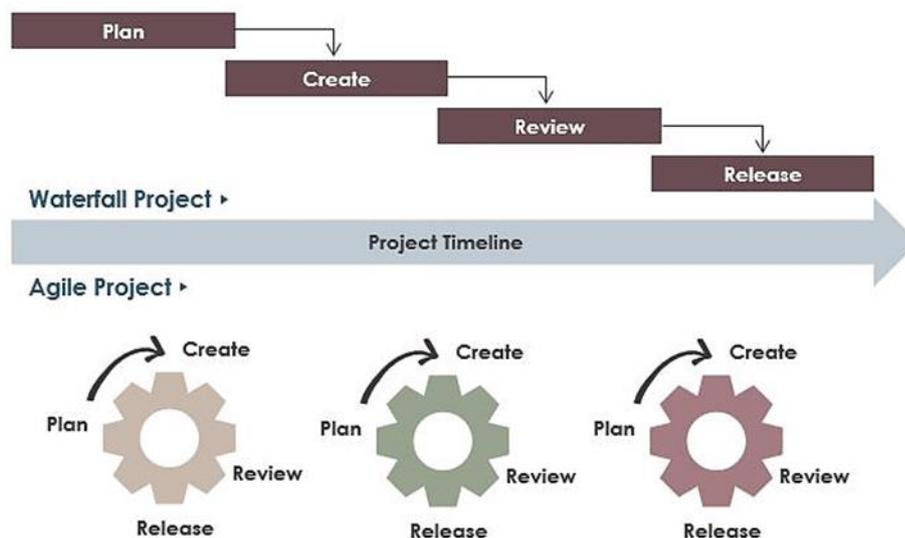 Plan
Create
Review
Release
Waterfall Project ▸
Project Timeline
Agile Project ▸
Create
Plan
Review
Release
Create
Plan
Review
Release
Create
Plan
Review
Release